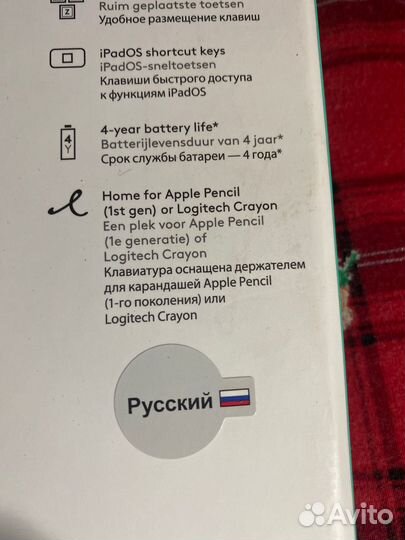 Z
Ruim geplaatste toetsen
Удобное размещение клавиш
iPadOS shortcut keys
iPadOS-sneltoetsen
Клавиши быстрого доступа
к функциям iPadOS
4
Y
4-year battery life*
Batterijlevensduur van 4 jaar*
Срок службы батареи — 4 года*
Home for Apple Pencil
(1st gen) or Logitech Crayon
Een plek voor Apple Pencil
(1e generatie) of
Logitech Crayon
Клавиатура оснащена держателем
для карандашей Apple Pencil
(1-го поколения) или
Logitech Crayon
Русский
Avito